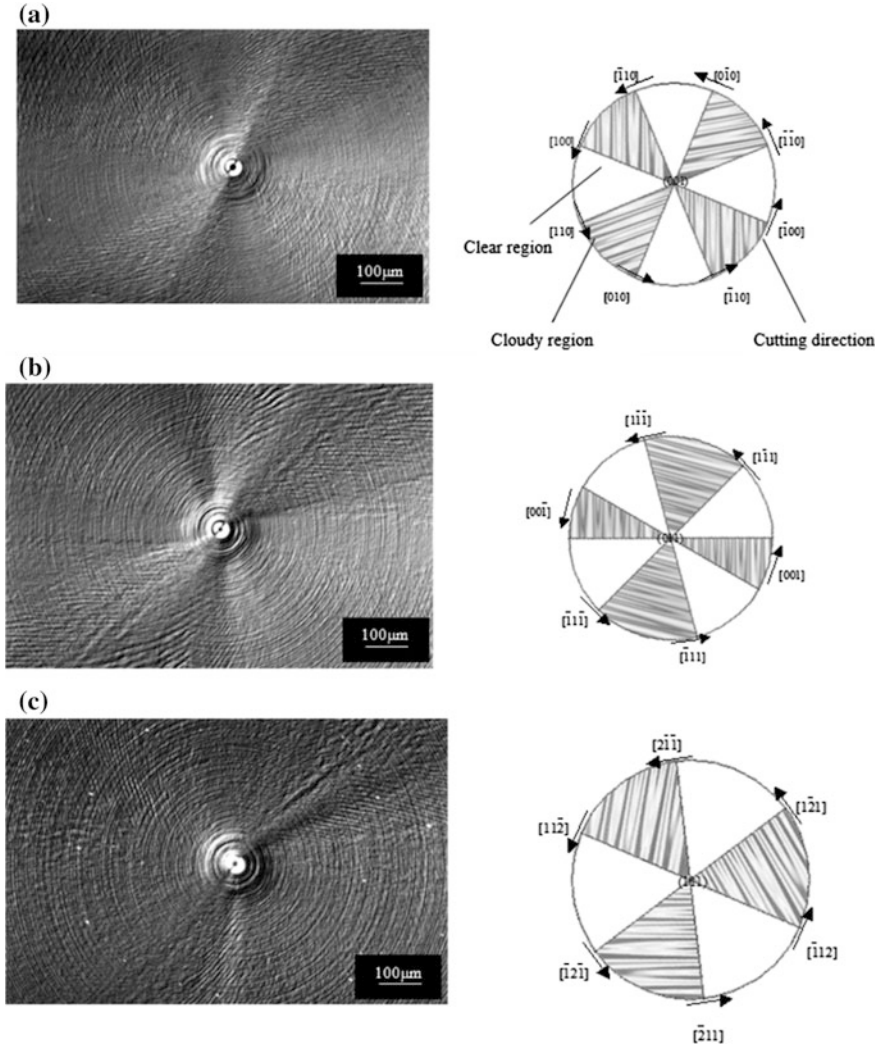 (a)
100μm
[1̄10]
[01̄0]
[100]
[1̄1̄0]
(001)
[110]
[1̄00]
Clear region
[010]
[1̄10]
Cloudy region
Cutting direction
(b)
100μm
[11̄1̄]
[11̄1]
[001̄]
[001]
[1̄11̄]
[1̄11]
(c)
100μm
[21̄1̄]
[12̄1]
[112̄]
[1̄12]
[1̄21̄]
[2̄11]